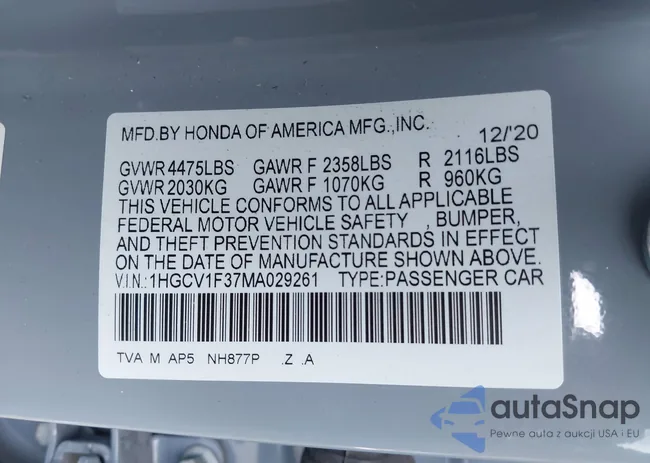 MFD.BY HONDA OF AMERICA MFG.,INC. 12/'20
GVWR 4475LBS GAWR F 2358LBS R 2116LBS
GVWR 2030KG GAWR F 1070KG R 960KG
THIS VEHICLE CONFORMS TO ALL APPLICABLE
FEDERAL MOTOR VEHICLE SAFETY , BUMPER,
AND THEFT PREVENTION STANDARDS IN EFFECT
ON THE DATE OF MANUFACTURE SHOWN ABOVE.
V.I.N.:1HGCV1F37MA029261 TYPE:PASSENGER CAR
TVA M AP5 NH877P .Z .A
autaSnap
Pewne auta z aukcji USA i EU